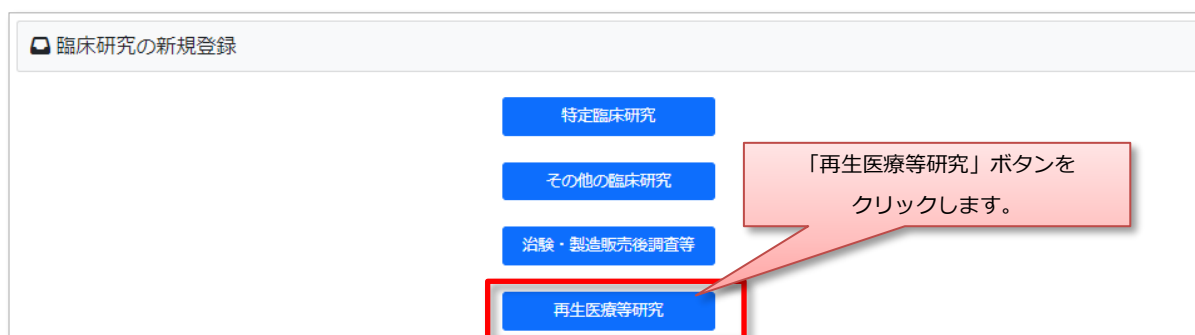 臨床研究の新規登録
特定臨床研究
その他の臨床研究
「再生医療等研究」ボタンを
クリックします。
治験・製造販売後調査等
再生医療等研究